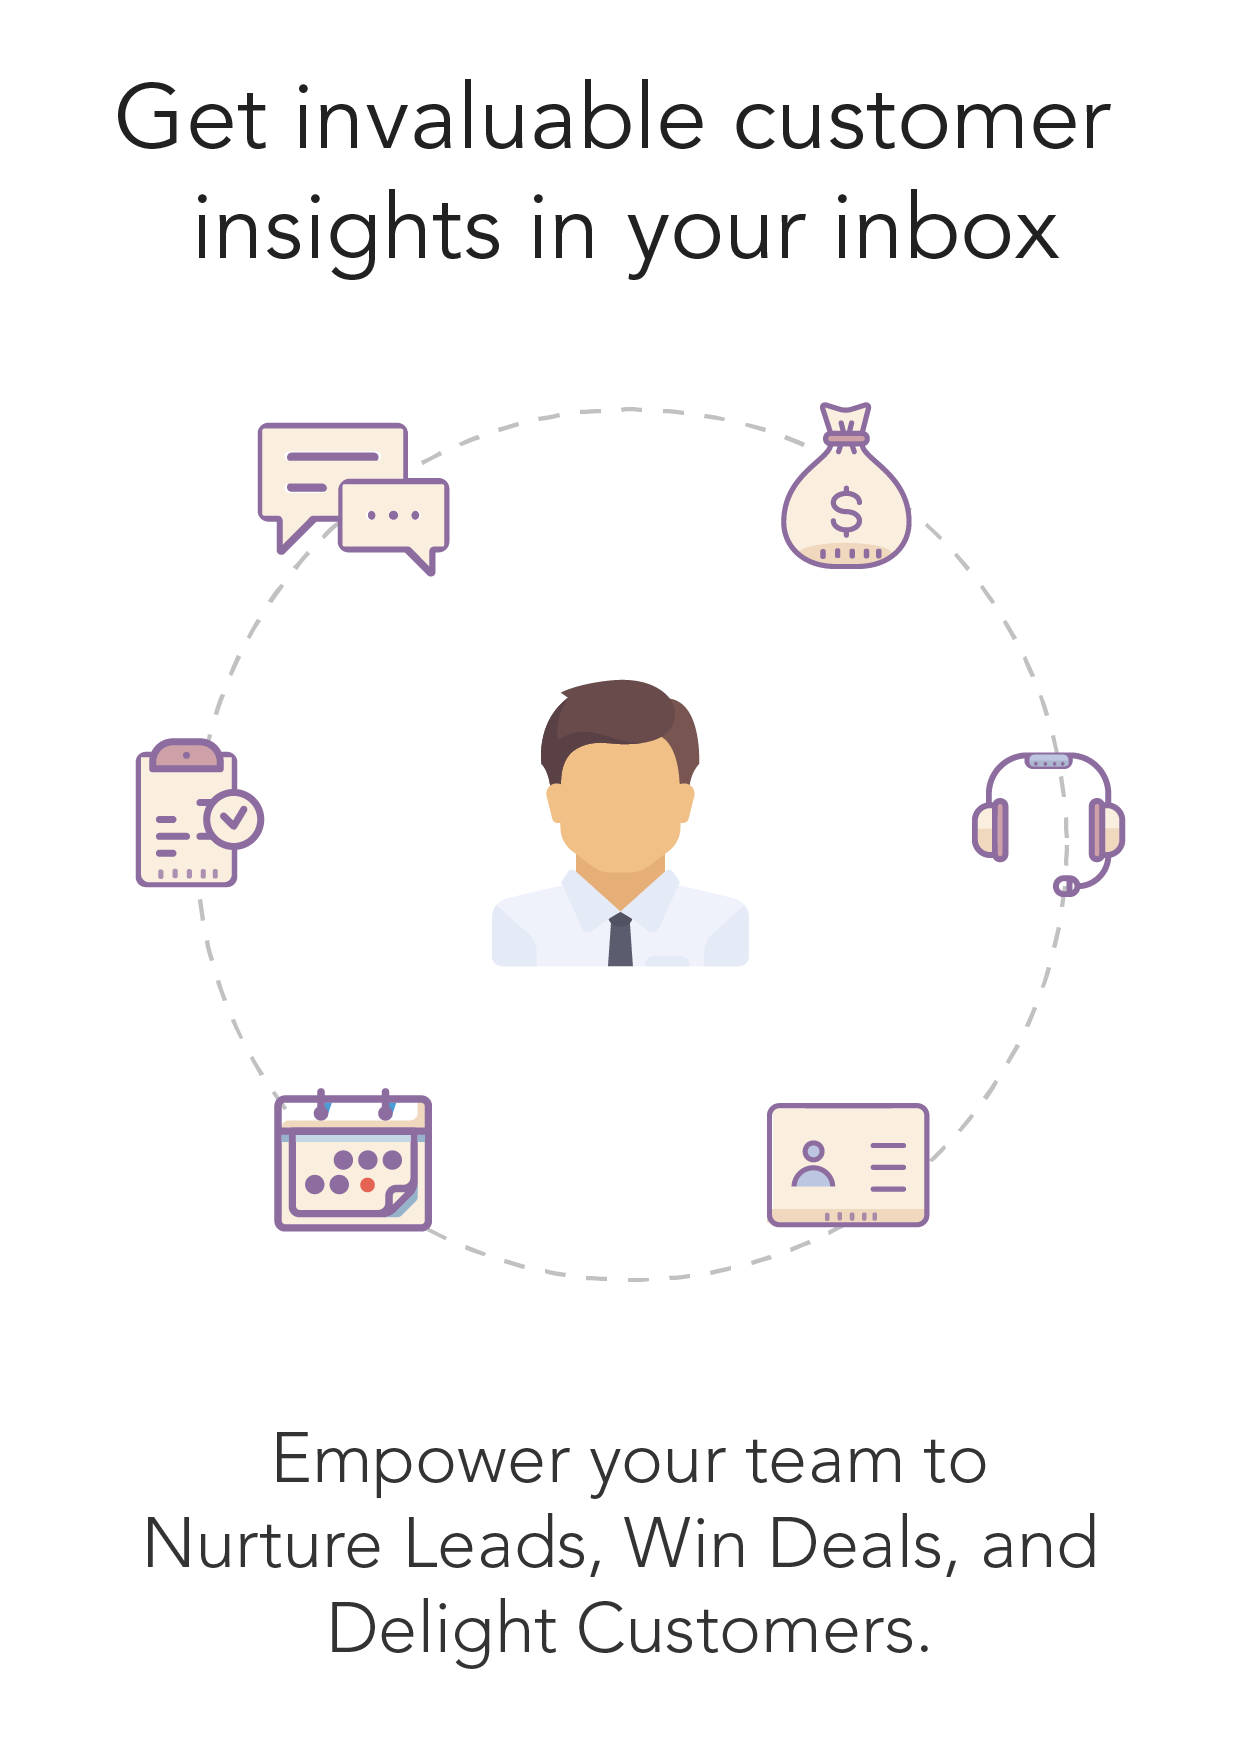 Get invaluable customer
insights in your inbox
$
Empower your team to
Nurture Leads, Win Deals, and
Delight Customers.